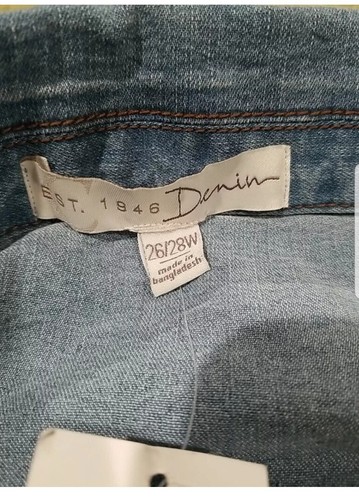 EST. 1946 Denim
26/28W
made in
bangladesh